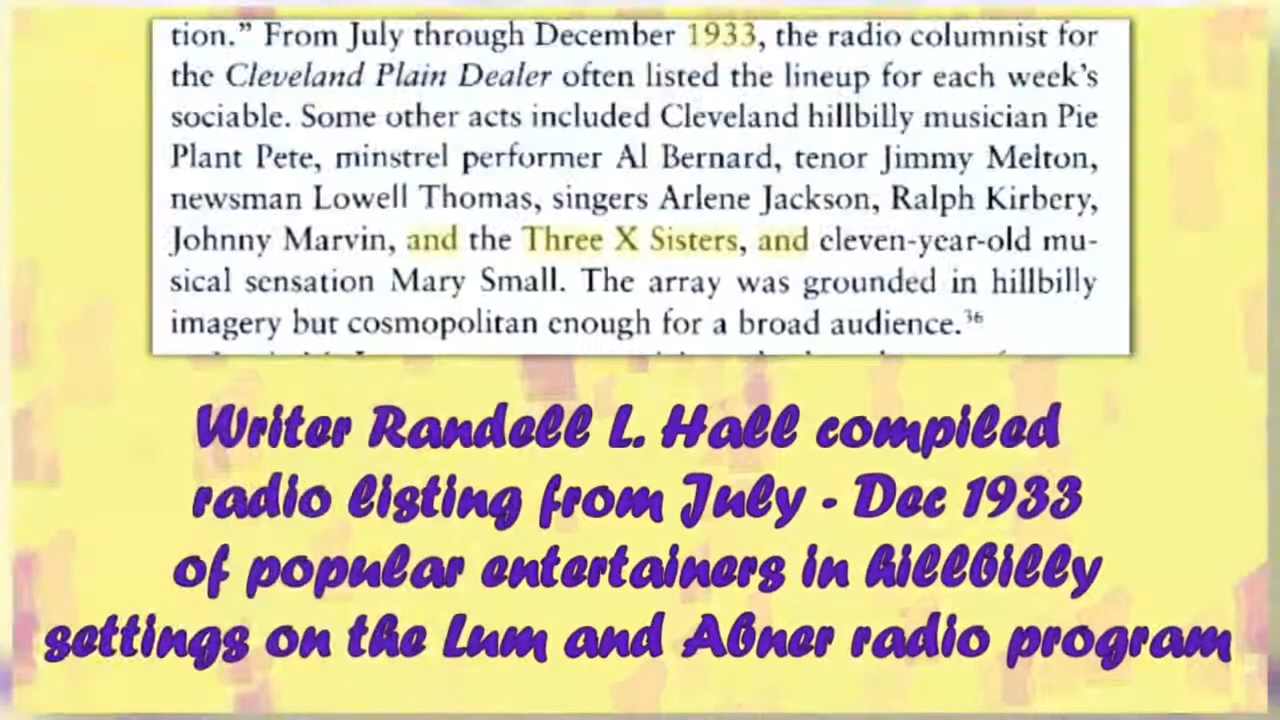 tion.” From July through December 1933, the radio columnist for
the Cleveland Plain Dealer often listed the lineup for each week’s
sociable. Some other acts included Cleveland hillbilly musician Pie
Plant Pete, minstrel performer Al Bernard, tenor Jimmy Melton,
newsman Lowell Thomas, singers Arlene Jackson, Ralph Kirbery,
Johnny Marvin, and the Three X Sisters, and eleven-year-old mu-
sical sensation Mary Small. The array was grounded in hillbilly
imagery but cosmopolitan enough for a broad audience.³⁶
Writer Randell L. Hall compiled
radio listing from July - Dec 1933
of popular entertainers in hillbilly
settings on the Lum and Abner radio program